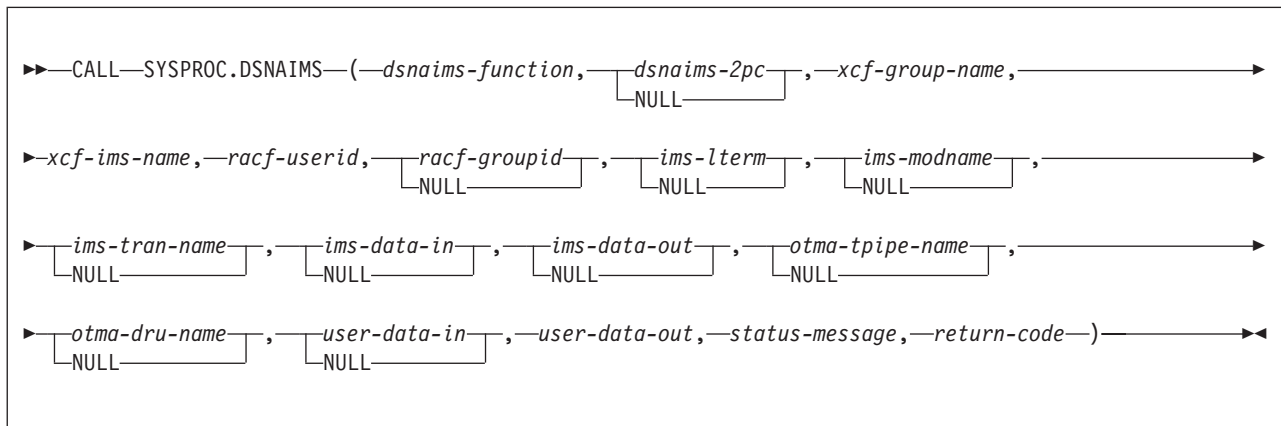 CALL SYSPROC.DSNAIMS ( dsnaims-function, dsnaims-2pc , xcf-group-name,
NULL
xcf-ims-name, racf-userid, racf-groupid , ims-lterm , ims-modname ,
NULL NULL NULL
ims-tran-name , ims-data-in , ims-data-out , otma-tpipe-name ,
NULL NULL NULL NULL
otma-dru-name , user-data-in , user-data-out, status-message, return-code )
NULL NULL